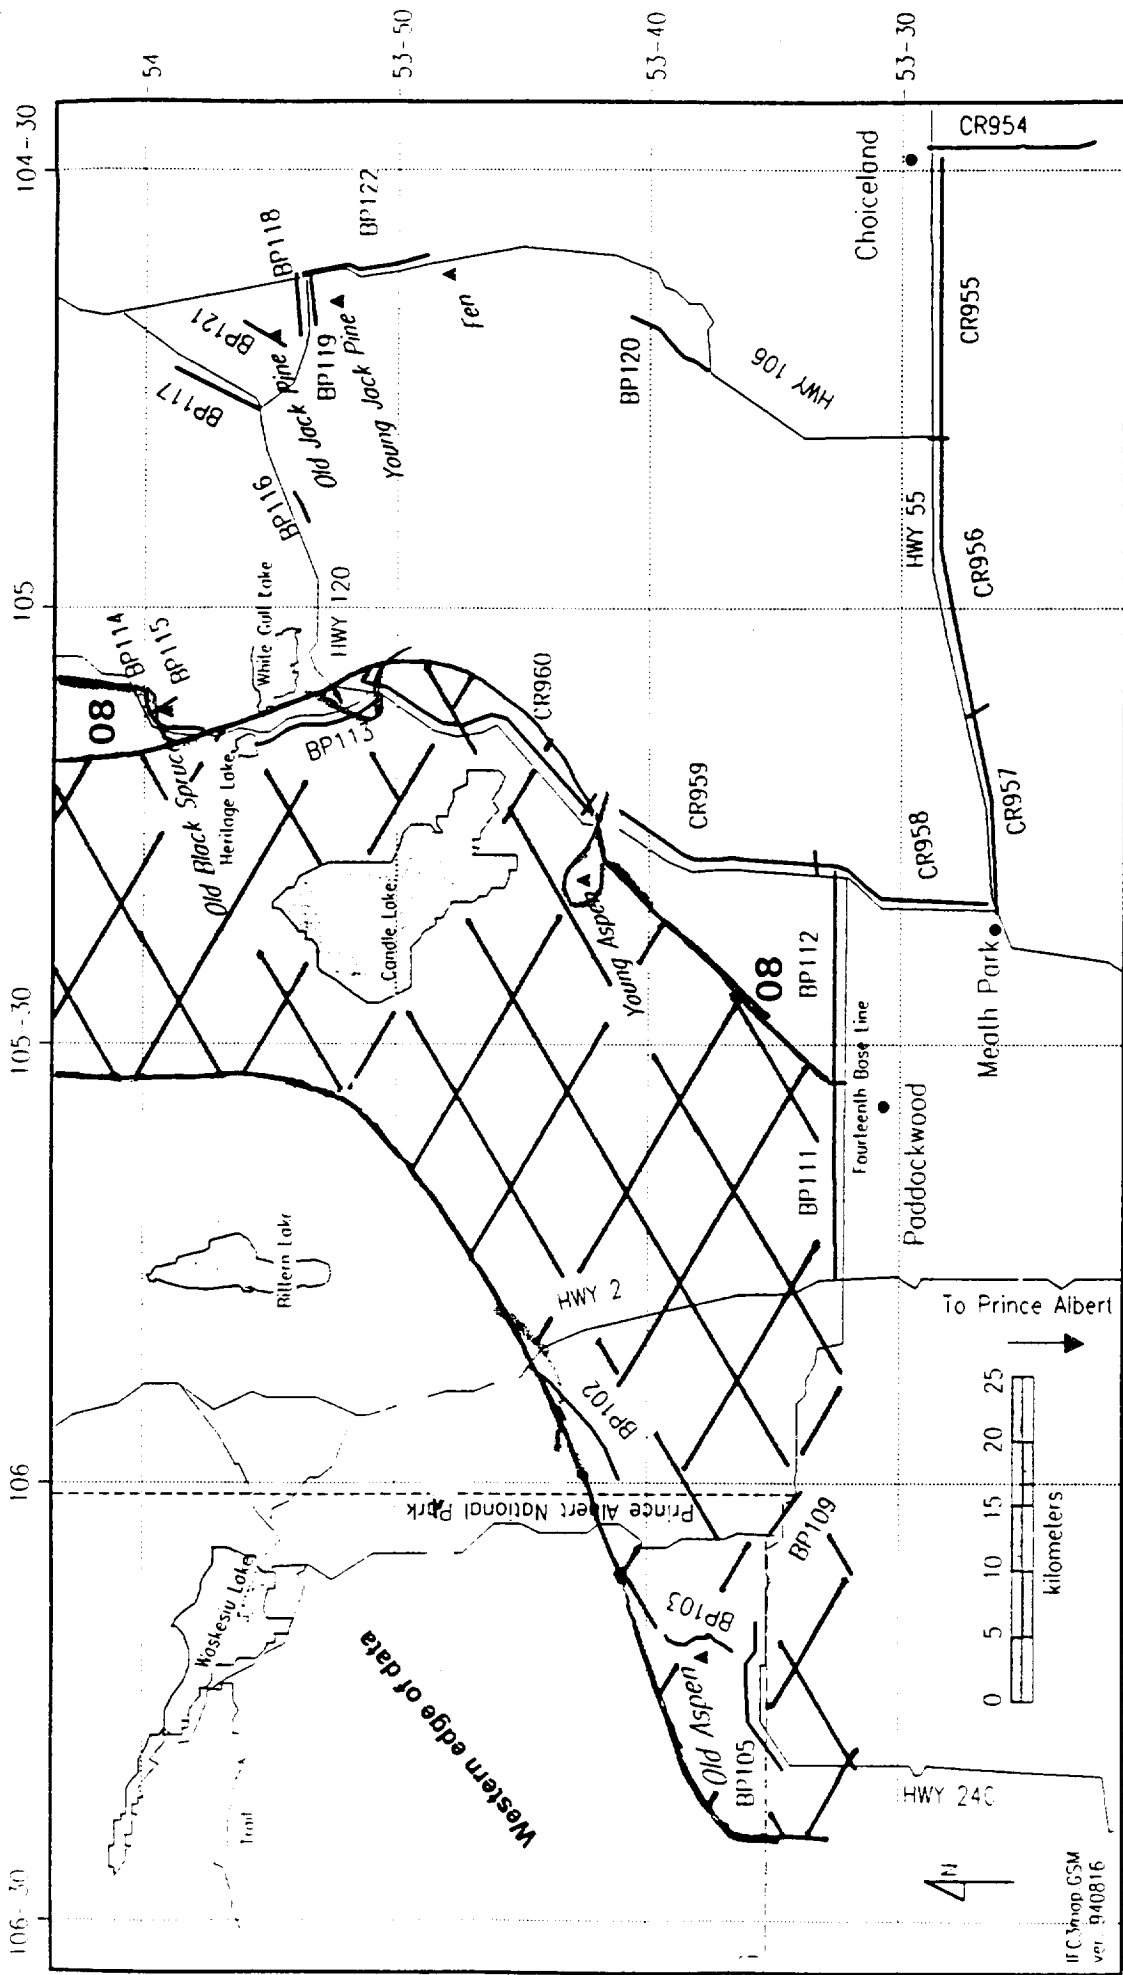 106-30
106
105-30
105
104-30
54
53-50
53-40
53-30
Waskesiu Lake
Trail
Bittern Lake
Western edge of data
Prince Albert National Park
08
BP114
BP115
Old Black Spruce
Heritage Lake
White Gull Lake
HWY 120
BP113
BP116
BP117
BP121
BP118
BP119
BP122
Old Jack Pine
Young Jack Pine
Fen
Candle Lake
CR960
BP120
HWY 106
Young Aspen
CR959
HWY 2
BP102
BP103
Old Aspen
BP105
BP109
08
BP111
BP112
Fourteenth Base Line
CR958
CR957
CR956
HWY 55
CR955
CR954
Choiceland
Meath Park
Paddockwood
To Prince Albert
HWY 240
0 5 10 15 20 25
kilometers
N
IFC3map.GSM
ver. 940816